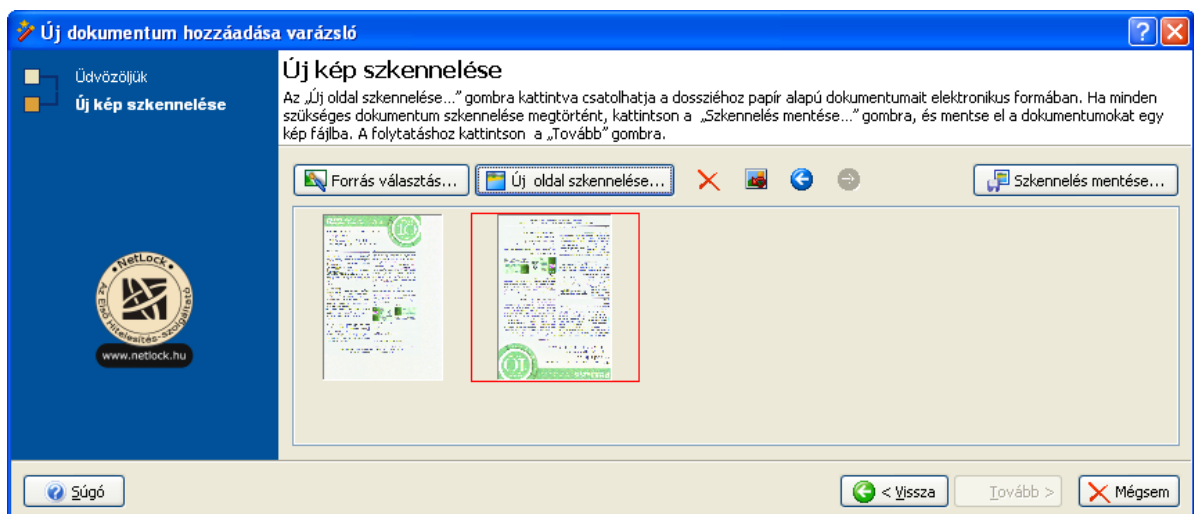 Új dokumentum hozzáadása varázsló
Üdvözöljük
Új kép szkennelése
Új kép szkennelése
Az „Új oldal szkennelése...” gombra kattintva csatolhatja a dossziéhoz papír alapú dokumentumait elektronikus formában. Ha minden
szükséges dokumentum szkennelése megtörtént, kattintson a „Szkennelés mentése...” gombra, és mentse el a dokumentumokat egy
kép fájlba. A folytatáshoz kattintson a „Tovább” gombra.
Forrás választás...
Új oldal szkennelése...
Szkennelés mentése...
NetLock
Az Első Hitelesítés-szolgáltató
www.netlock.hu
Súgó
< Vissza
Tovább >
Mégsem